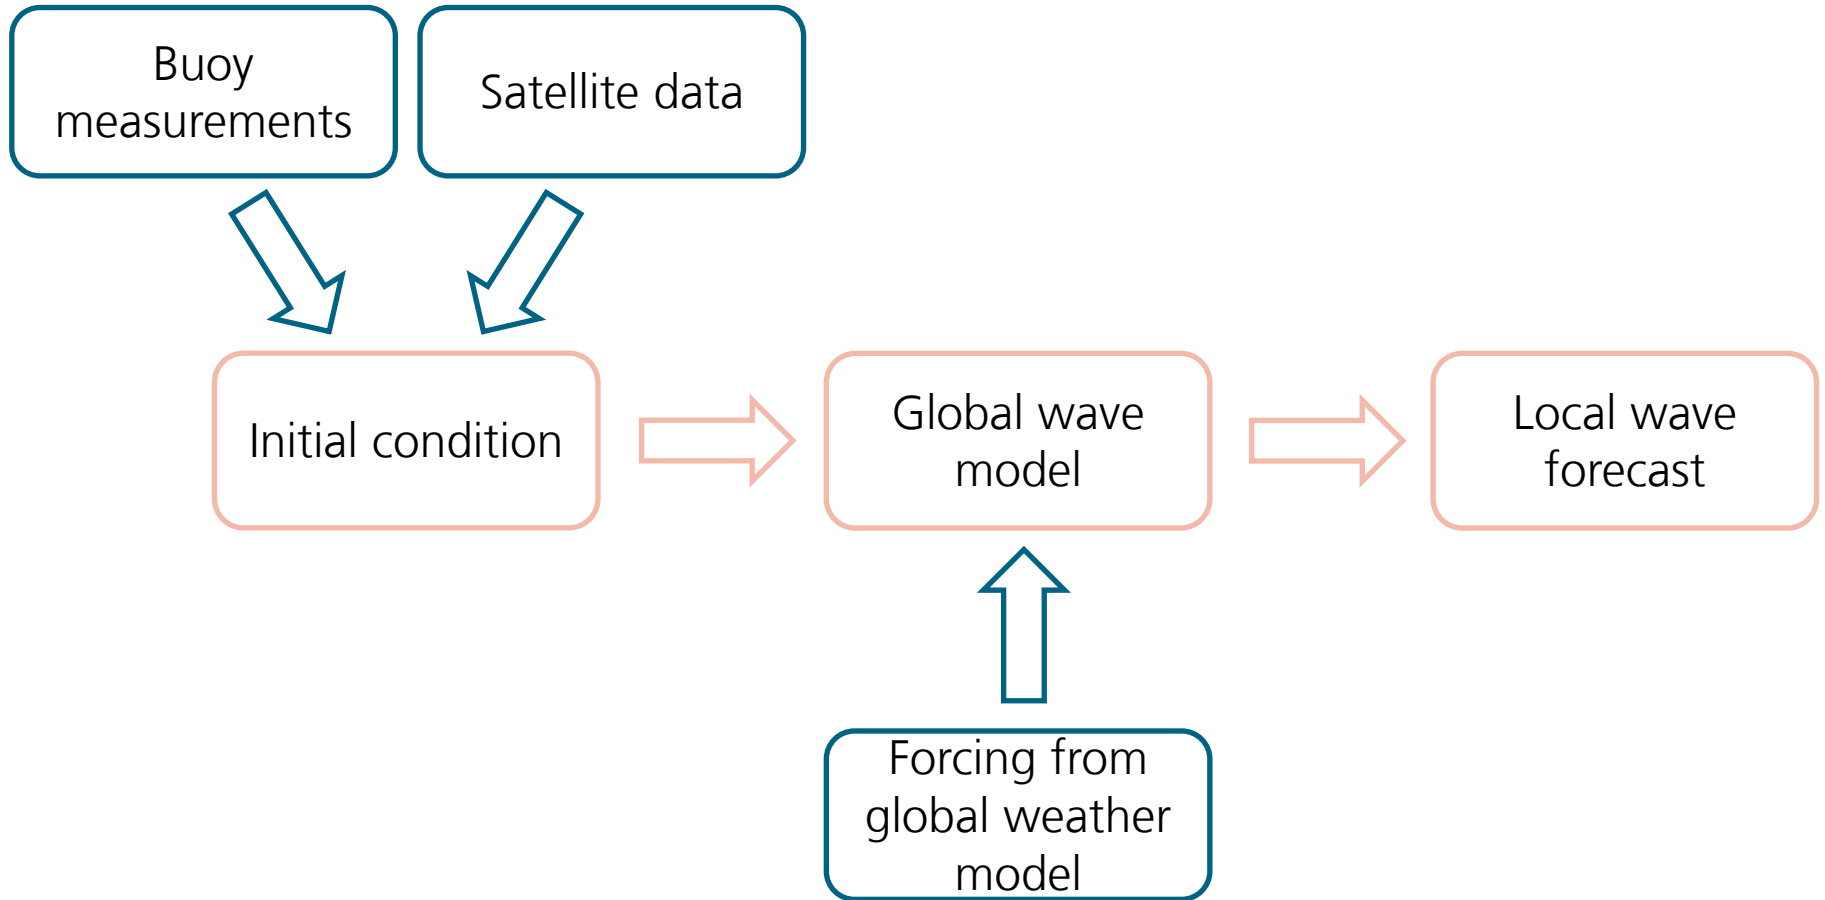 Buoy
measurements
Satellite data
Initial condition
Global wave
model
Local wave
forecast
Forcing from
global weather
model